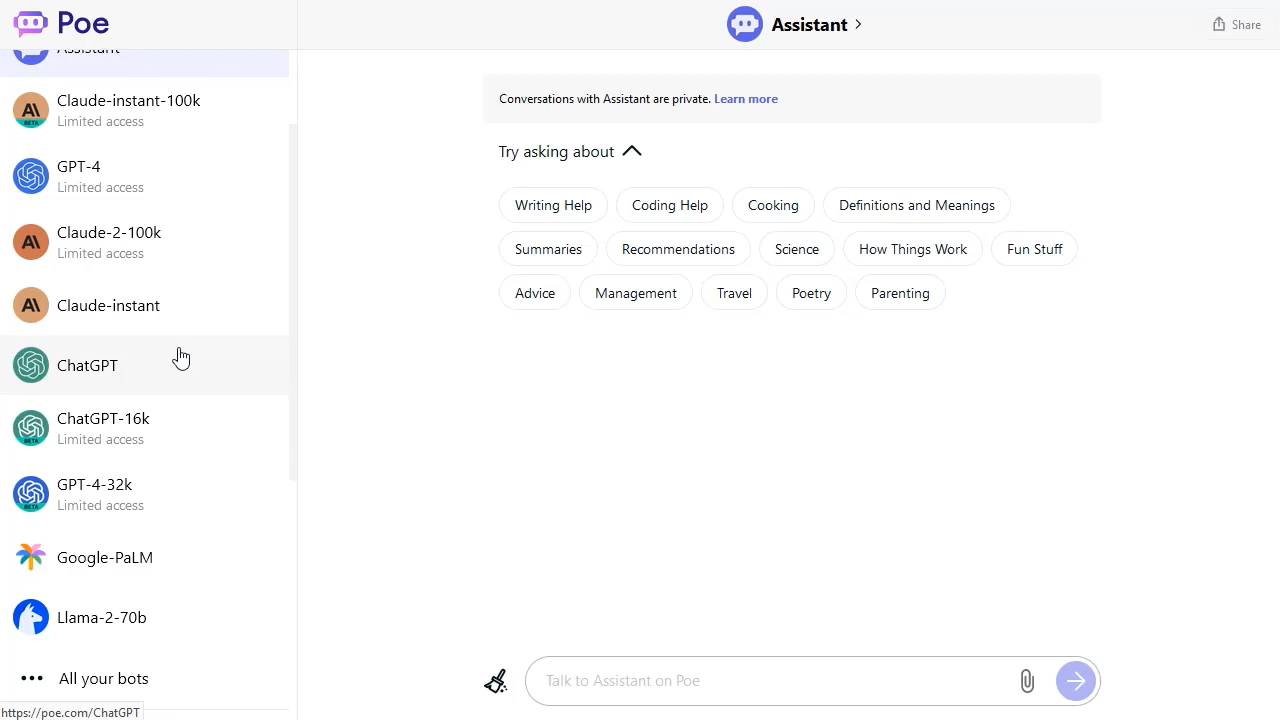 Poe
Assistant
Share
Assistant
Claude-instant-100k
Limited access
GPT-4
Limited access
Claude-2-100k
Limited access
Claude-instant
ChatGPT
ChatGPT-16k
Limited access
GPT-4-32k
Limited access
Google-PaLM
Llama-2-70b
All your bots
https://poe.com/ChatGPT
Conversations with Assistant are private. Learn more
Try asking about
Writing Help Coding Help Cooking Definitions and Meanings
Summaries Recommendations Science How Things Work Fun Stuff
Advice Management Travel Poetry Parenting
Talk to Assistant on Poe